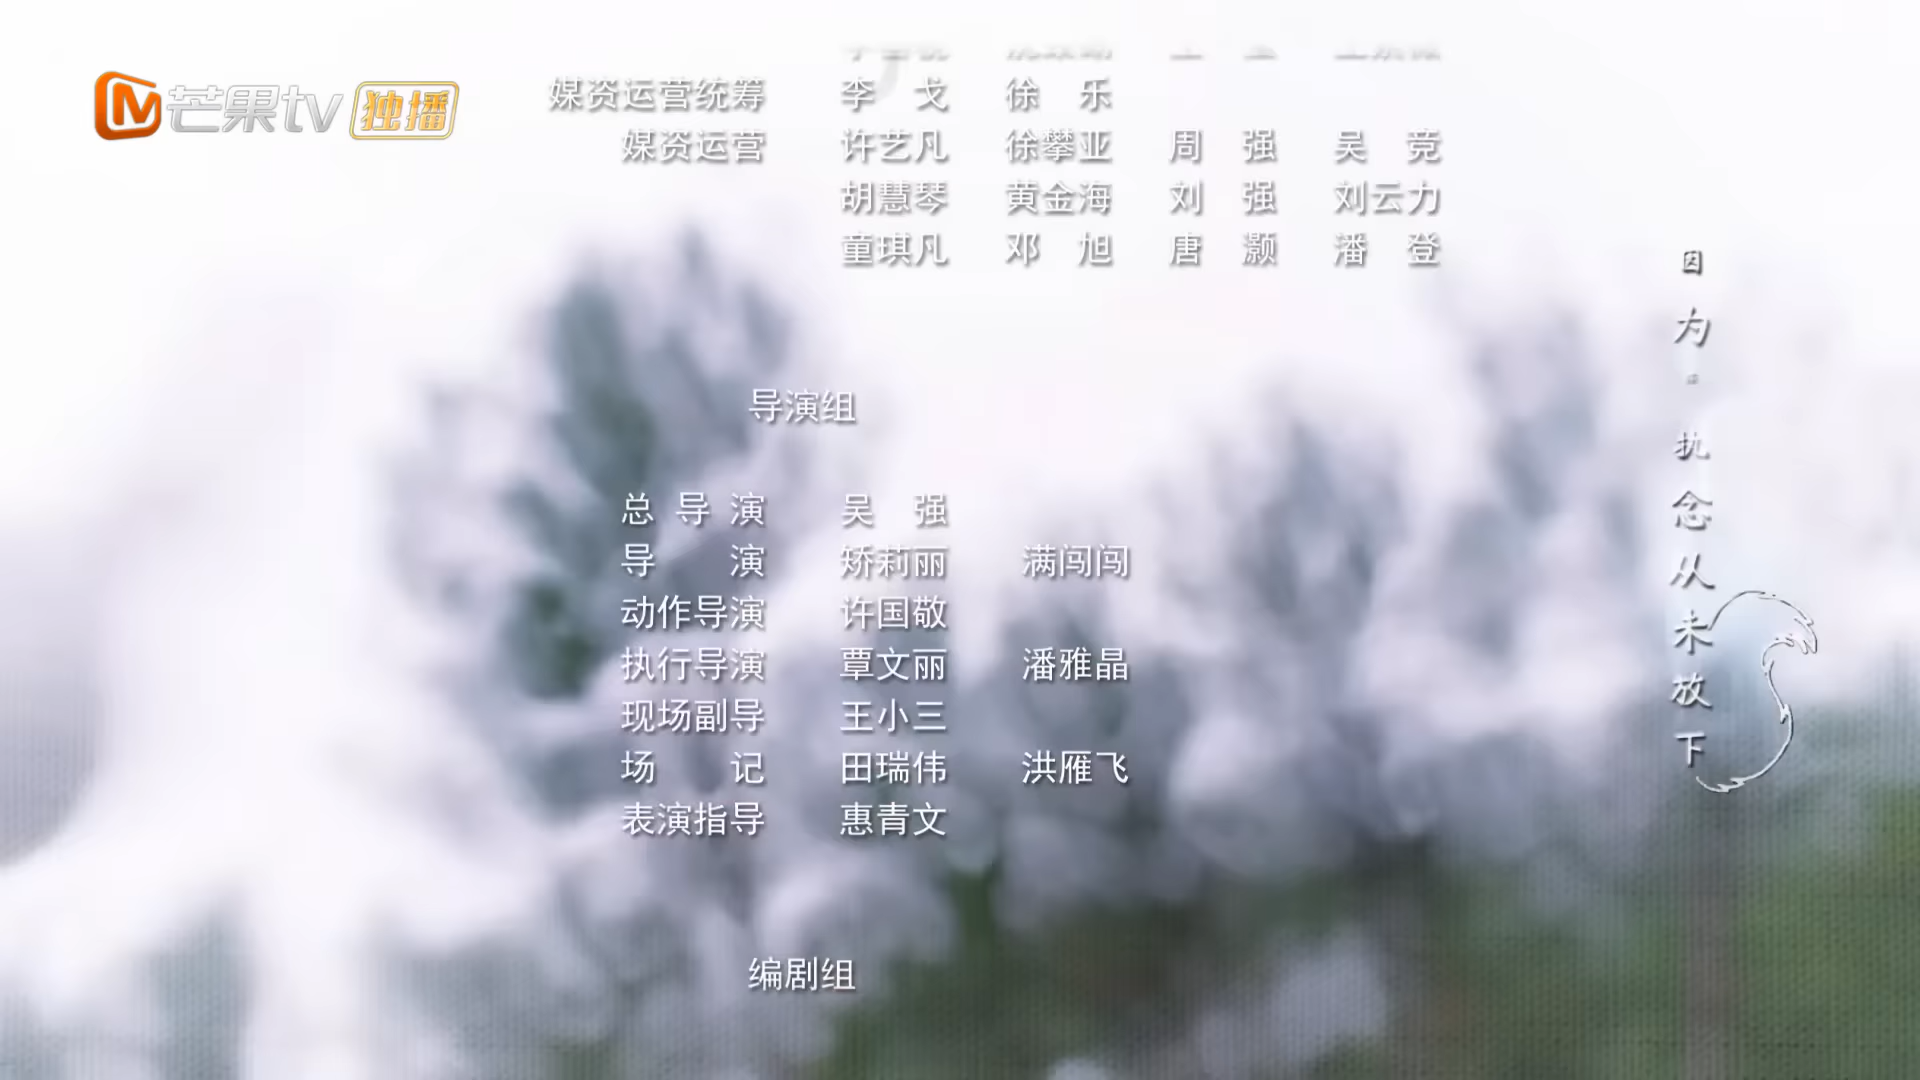 芒果tv 独播
媒资运营统筹 李 戈 徐 乐
媒资运营 许艺凡 徐攀亚 周 强 吴 竞
胡慧琴 黄金海 刘 强 刘云力
童琪凡 邓 旭 唐 灏 潘 登
导演组
总导演 吴 强
导 演 矫莉丽 满闯闯
动作导演 许国敬
执行导演 覃文丽 潘雅晶
现场副导 王小三
场 记 田瑞伟 洪雁飞
表演指导 惠青文
编剧组
因为 执念从未放下